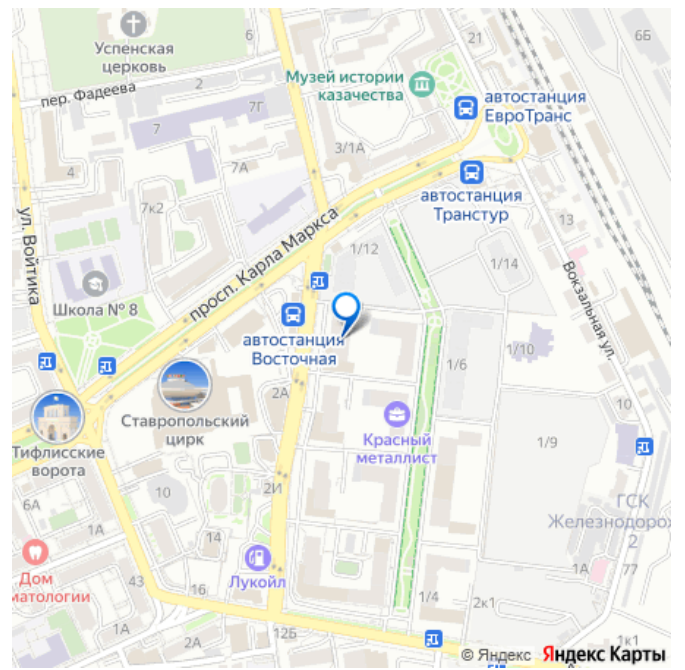 Успенская
церковь
6
21
6Б
пер. Фадеева
2
Музей истории
казачества
7Г
7
автостанция
ЕвроТранс
3/1А
7А
4
автостанция
Транстур
7к2
ул. Войтика
просп. Карла Маркса
13
1/12
1/14
Вокзальная ул.
Школа № 8
автостанция
Восточная
1/10
1/6
2А
Ставропольский
цирк
10
Красный
металлист
Тифлисские
ворота
1/9
2И
10
6А
ГСК
Железнодорож
2
1А
14
Дом
матологии
Лукойл
1А
77
43
16
1/4
2к1
1А
12Б
1к1
© Яндекс Яндекс Карты